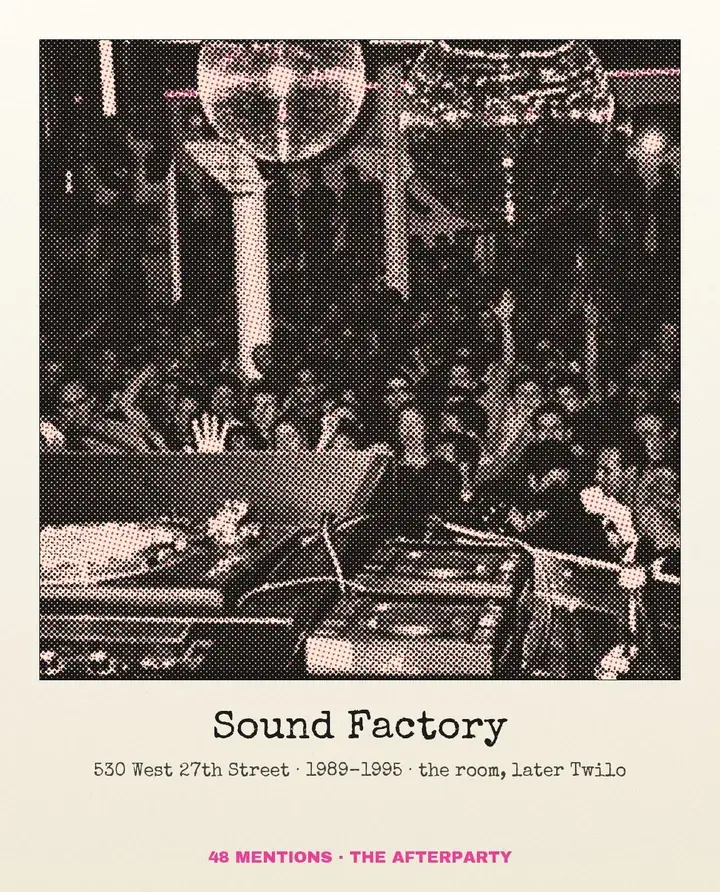 Sound Factory
530 West 27th Street · 1989–1995 · the room, later Twilo
48 MENTIONS · THE AFTERPARTY